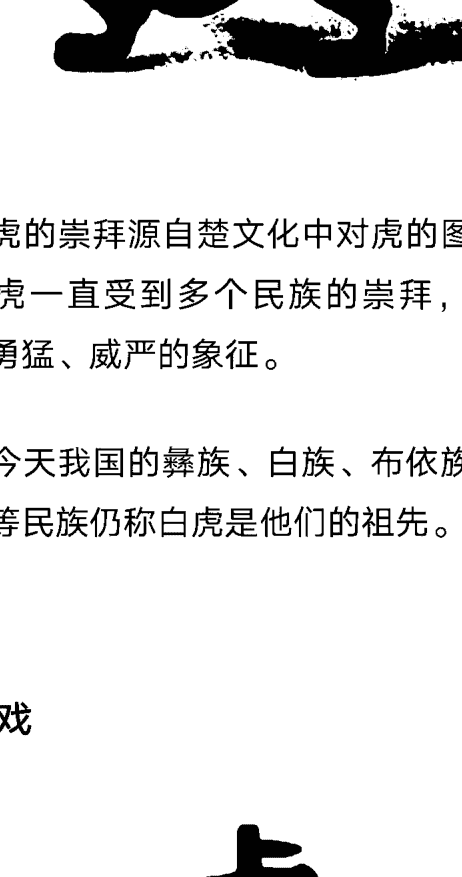 虎的崇拜源自楚文化中对虎的图
虎一直受到多个民族的崇拜，
勇猛、威严的象征。
今天我国的彝族、白族、布依族
等民族仍称白虎是他们的祖先。
戏